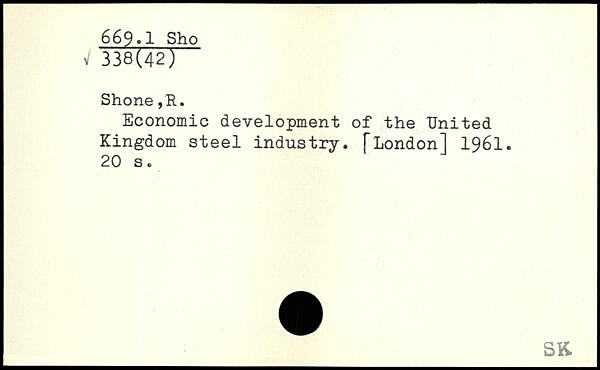 669.1 Sho
√ 338(42)
Shone,R.
Economic development of the United
Kingdom steel industry. [London] 1961.
20 s.
SK